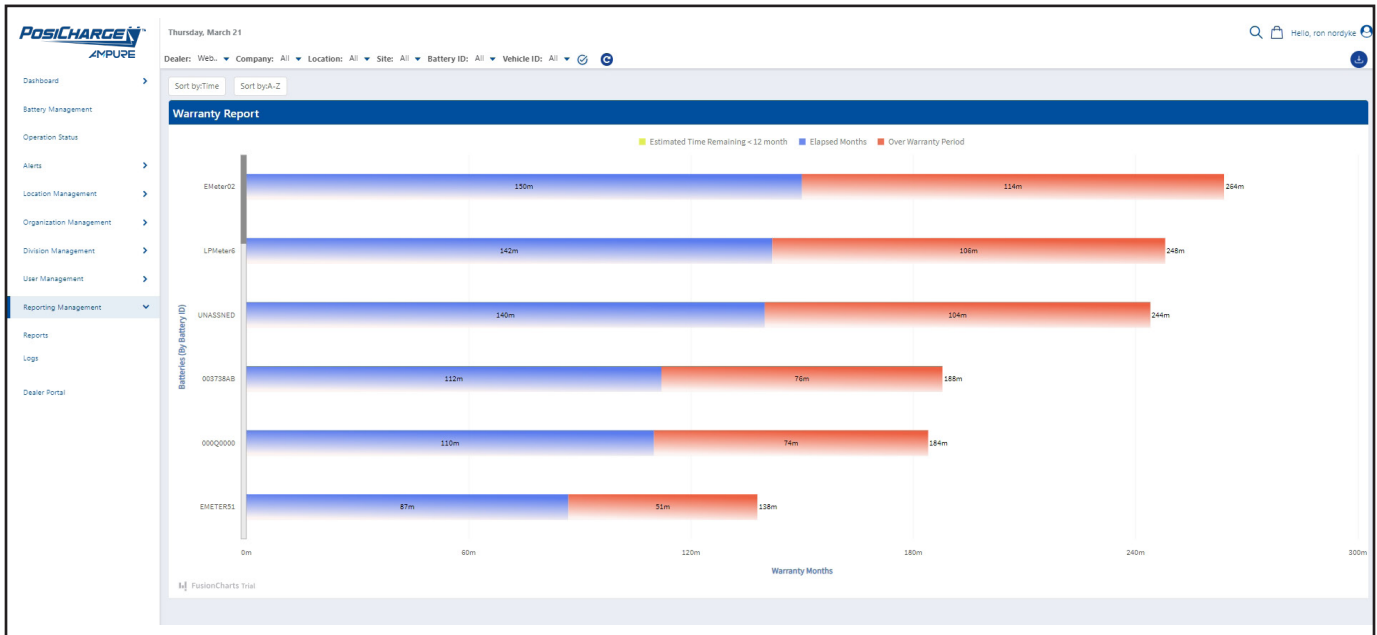 POSICHARGE™
AMPURE
Thursday, March 21
Hello, ron nordyke
Dealer: Web.. Company: All Location: All Site: All Battery ID: All Vehicle ID: All
Dashboard
Battery Management
Operation Status
Alerts
Location Management
Organization Management
Division Management
User Management
Reporting Management
Reports
Logs
Dealer Portal
Sort by:Time Sort by:A-Z
Warranty Report
Estimated Time Remaining < 12 month Elapsed Months Over Warranty Period
Batteries (By Battery ID)
EMeter02 150m 114m 264m
LPMeter6 142m 106m 248m
UNASSNED 140m 104m 244m
003738AB 112m 76m 188m
000Q0000 110m 74m 184m
EMETER51 87m 51m 138m
0m 60m 120m 180m 240m 300m
Warranty Months
FusionCharts Trial